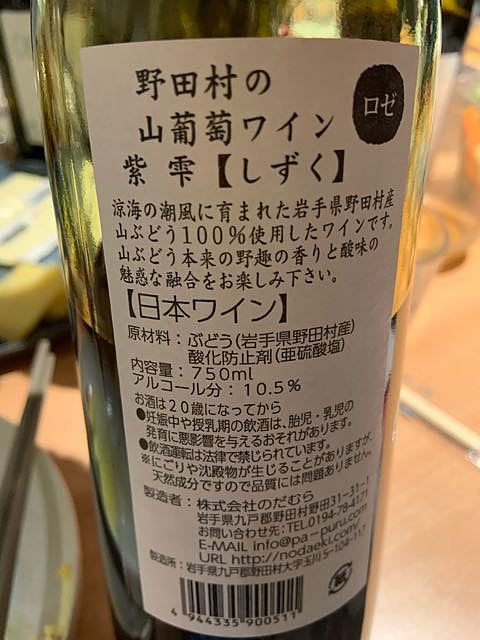 野田村の
ロゼ
山葡萄ワイン
紫 雫【しずく】
涼海の潮風に育まれた岩手県野田村産
山ぶどう100%使用したワインです。
山ぶどう本来の野趣の香りと酸味の
魅惑な融合をお楽しみ下さい。
【日本ワイン】
原材料：ぶどう(岩手県野田村産)
酸化防止剤(亜硫酸塩)
内容量：750ml
アルコール分：10.5%
お酒は20歳になってから
●妊娠中や授乳期の飲酒は、胎児・乳児の
発育に悪影響を与えるおそれがあります。
●飲酒運転は法律で禁じられています。
※にごりや沈殿物が生じることがありますが、
天然成分ですので品質には問題ありません。
製造者：株式会社のだむら
岩手県九戸郡野田村野田31-31-1
お問い合わせ先：TEL0194-78-4171
E-MAIL info@pa-puru.com
URL http://nodaeki.com/
製造所：岩手県九戸郡野田村大字玉川5-104-117
4 944335 900511